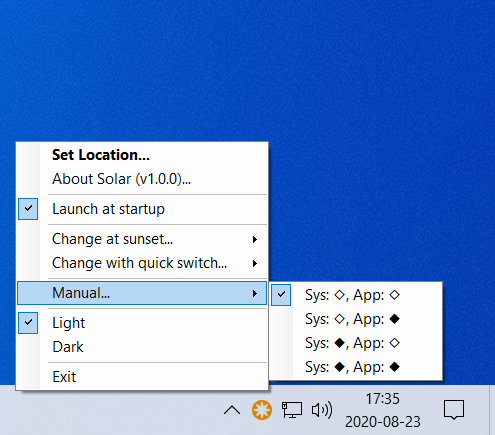 Set Location...
About Solar (v1.0.0)...
Launch at startup
Change at sunset...
Change with quick switch...
Manual...
Light
Dark
Exit
Sys: ◇, App: ◇
Sys: ◇, App: ◆
Sys: ◆, App: ◇
Sys: ◆, App: ◆
17:35
2020-08-23